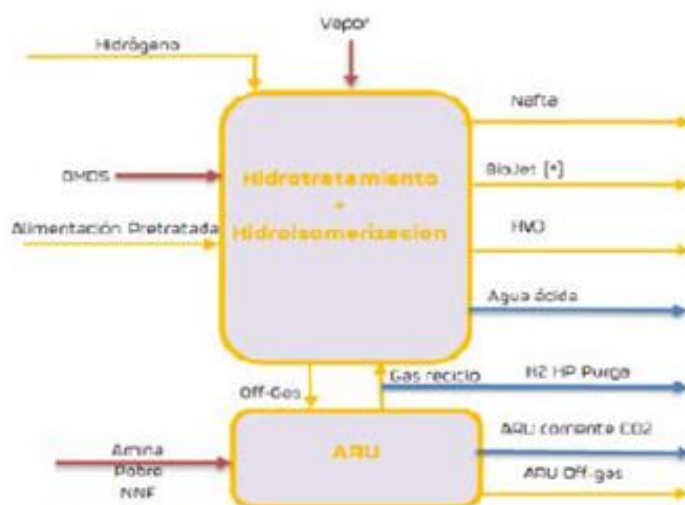 Vapor
Hidrógeno
Nafta
BioJet (*)
DMDS
Hidrotratamiento
+
Hidroisomerizacion
Alimentación Pretratada
HVO
Agua ácida
Off-Gas
Gas reciclo
H2 HP Purga
ARU
ARU corriente CO2
Amina
Pobre
NNF
ARU Off-gas